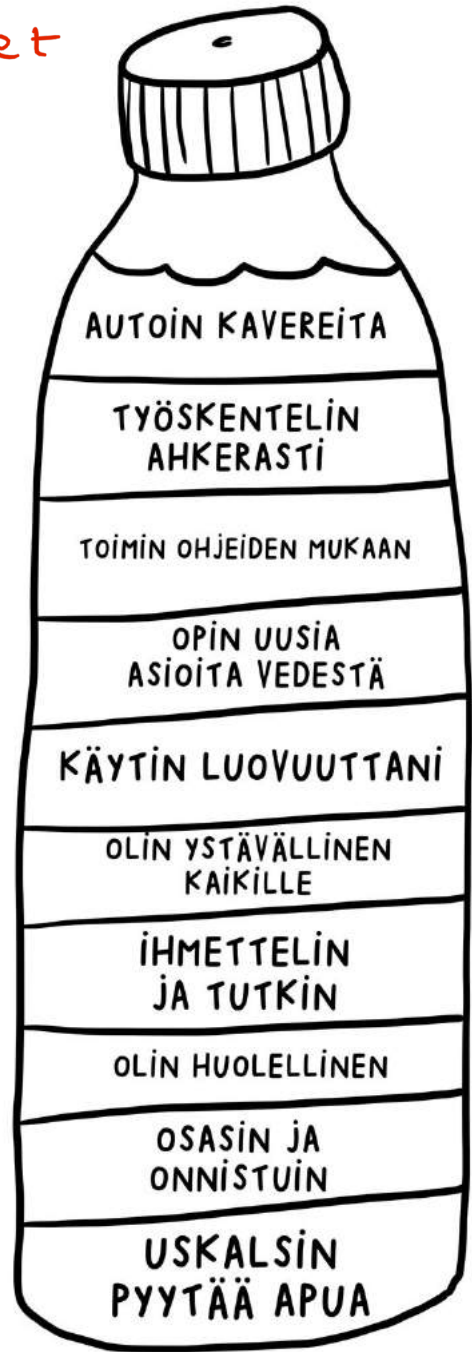 et
AUTOIN KAVEREITA
TYÖSKENTELIN
AHKERASTI
TOIMIN OHJEIDEN MUKAAN
OPIN UUSIA
ASIOITA VEDESTÄ
KÄYTIN LUOVUUTTANI
OLIN YSTÄVÄLLINEN
KAIKILLE
IHMETTELIN
JA TUTKIN
OLIN HUOLELLINEN
OSASIN JA
ONNISTUIN
USKALSIN
PYYTÄÄ APUA